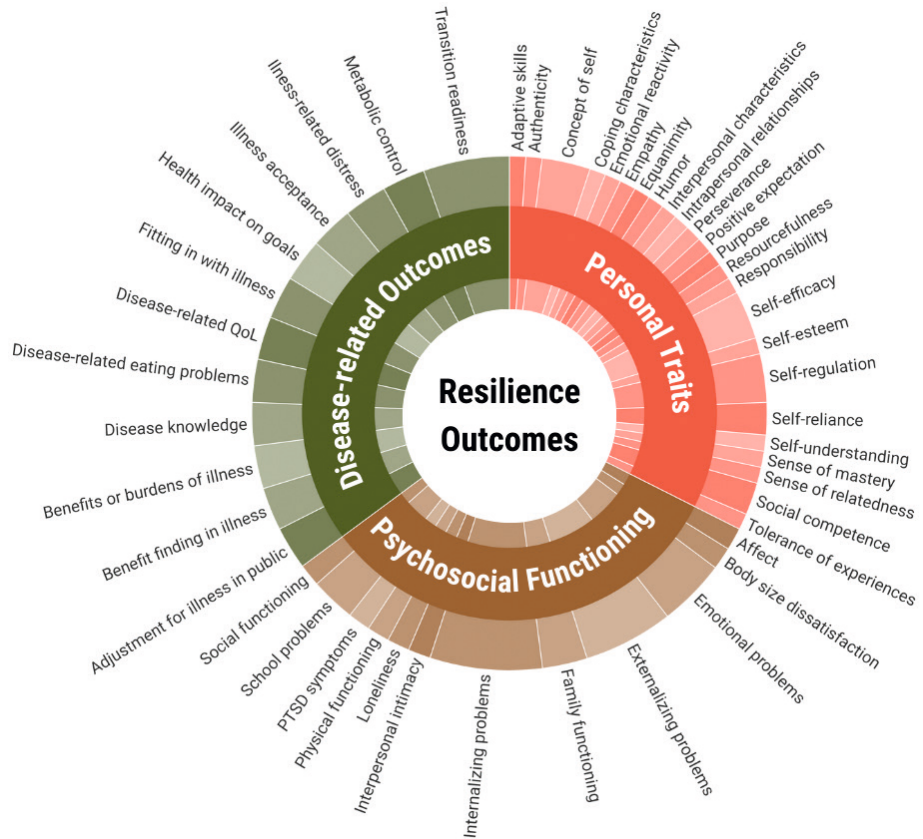 Resilience
Outcomes
Personal Traits
Adaptive skills
Authenticity
Concept of self
Coping characteristics
Emotional reactivity
Empathy
Equanimity
Humor
Interpersonal characteristics
Intrapersonal relationships
Perseverance
Positive expectation
Purpose
Resourcefulness
Responsibility
Self-efficacy
Self-esteem
Self-regulation
Self-reliance
Self-understanding
Sense of mastery
Sense of relatedness
Social competence
Tolerance of experiences
Psychosocial Functioning
Affect
Body size dissatisfaction
Emotional problems
Externalizing problems
Family functioning
Internalizing problems
Interpersonal intimacy
Loneliness
Physical functioning
PTSD symptoms
School problems
Social functioning
Disease-related Outcomes
Adjustment for illness in public
Benefit finding in illness
Benefits or burdens of illness
Disease knowledge
Disease-related eating problems
Disease-related QoL
Fitting in with illness
Health impact on goals
Illness acceptance
Ilness-related distress
Metabolic control
Transition readiness